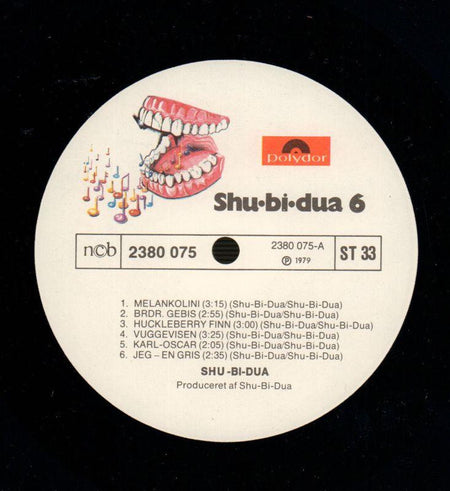 polydor
Shu·bi·dua 6
n©b
2380 075
2380 075-A
℗ 1979
ST 33
1. MELANKOLINI (3:15) (Shu-Bi-Dua/Shu-Bi-Dua)
2. BRDR. GEBIS (2:55) (Shu-Bi-Dua/Shu-Bi-Dua)
3. HUCKLEBERRY FINN (3:00) (Shu-Bi-Dua/Shu-Bi-Dua)
4. VUGGEVISEN (2:25) (Shu-Bi-Dua/Shu-Bi-Dua)
5. KARL-OSCAR (2:05) (Shu-Bi-Dua/Shu-Bi-Dua)
6. JEG – EN GRIS (2:35) (Shu-Bi-Dua/Shu-Bi-Dua)
SHU-BI-DUA
Produceret af Shu-Bi-Dua